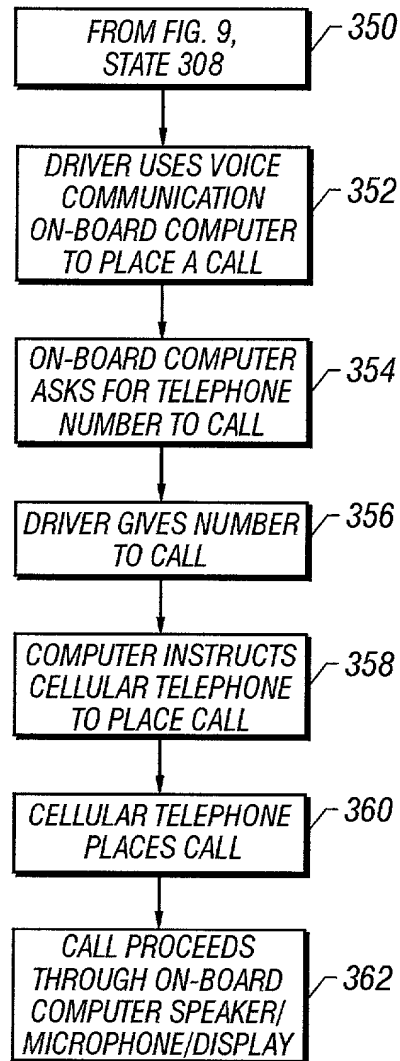 FROM FIG. 9,
STATE 308
350
DRIVER USES VOICE
COMMUNICATION
ON-BOARD COMPUTER
TO PLACE A CALL
352
ON-BOARD COMPUTER
ASKS FOR TELEPHONE
NUMBER TO CALL
354
DRIVER GIVES NUMBER
TO CALL
356
COMPUTER INSTRUCTS
CELLULAR TELEPHONE
TO PLACE CALL
358
CELLULAR TELEPHONE
PLACES CALL
360
CALL PROCEEDS
THROUGH ON-BOARD
COMPUTER SPEAKER/
MICROPHONE/DISPLAY
362